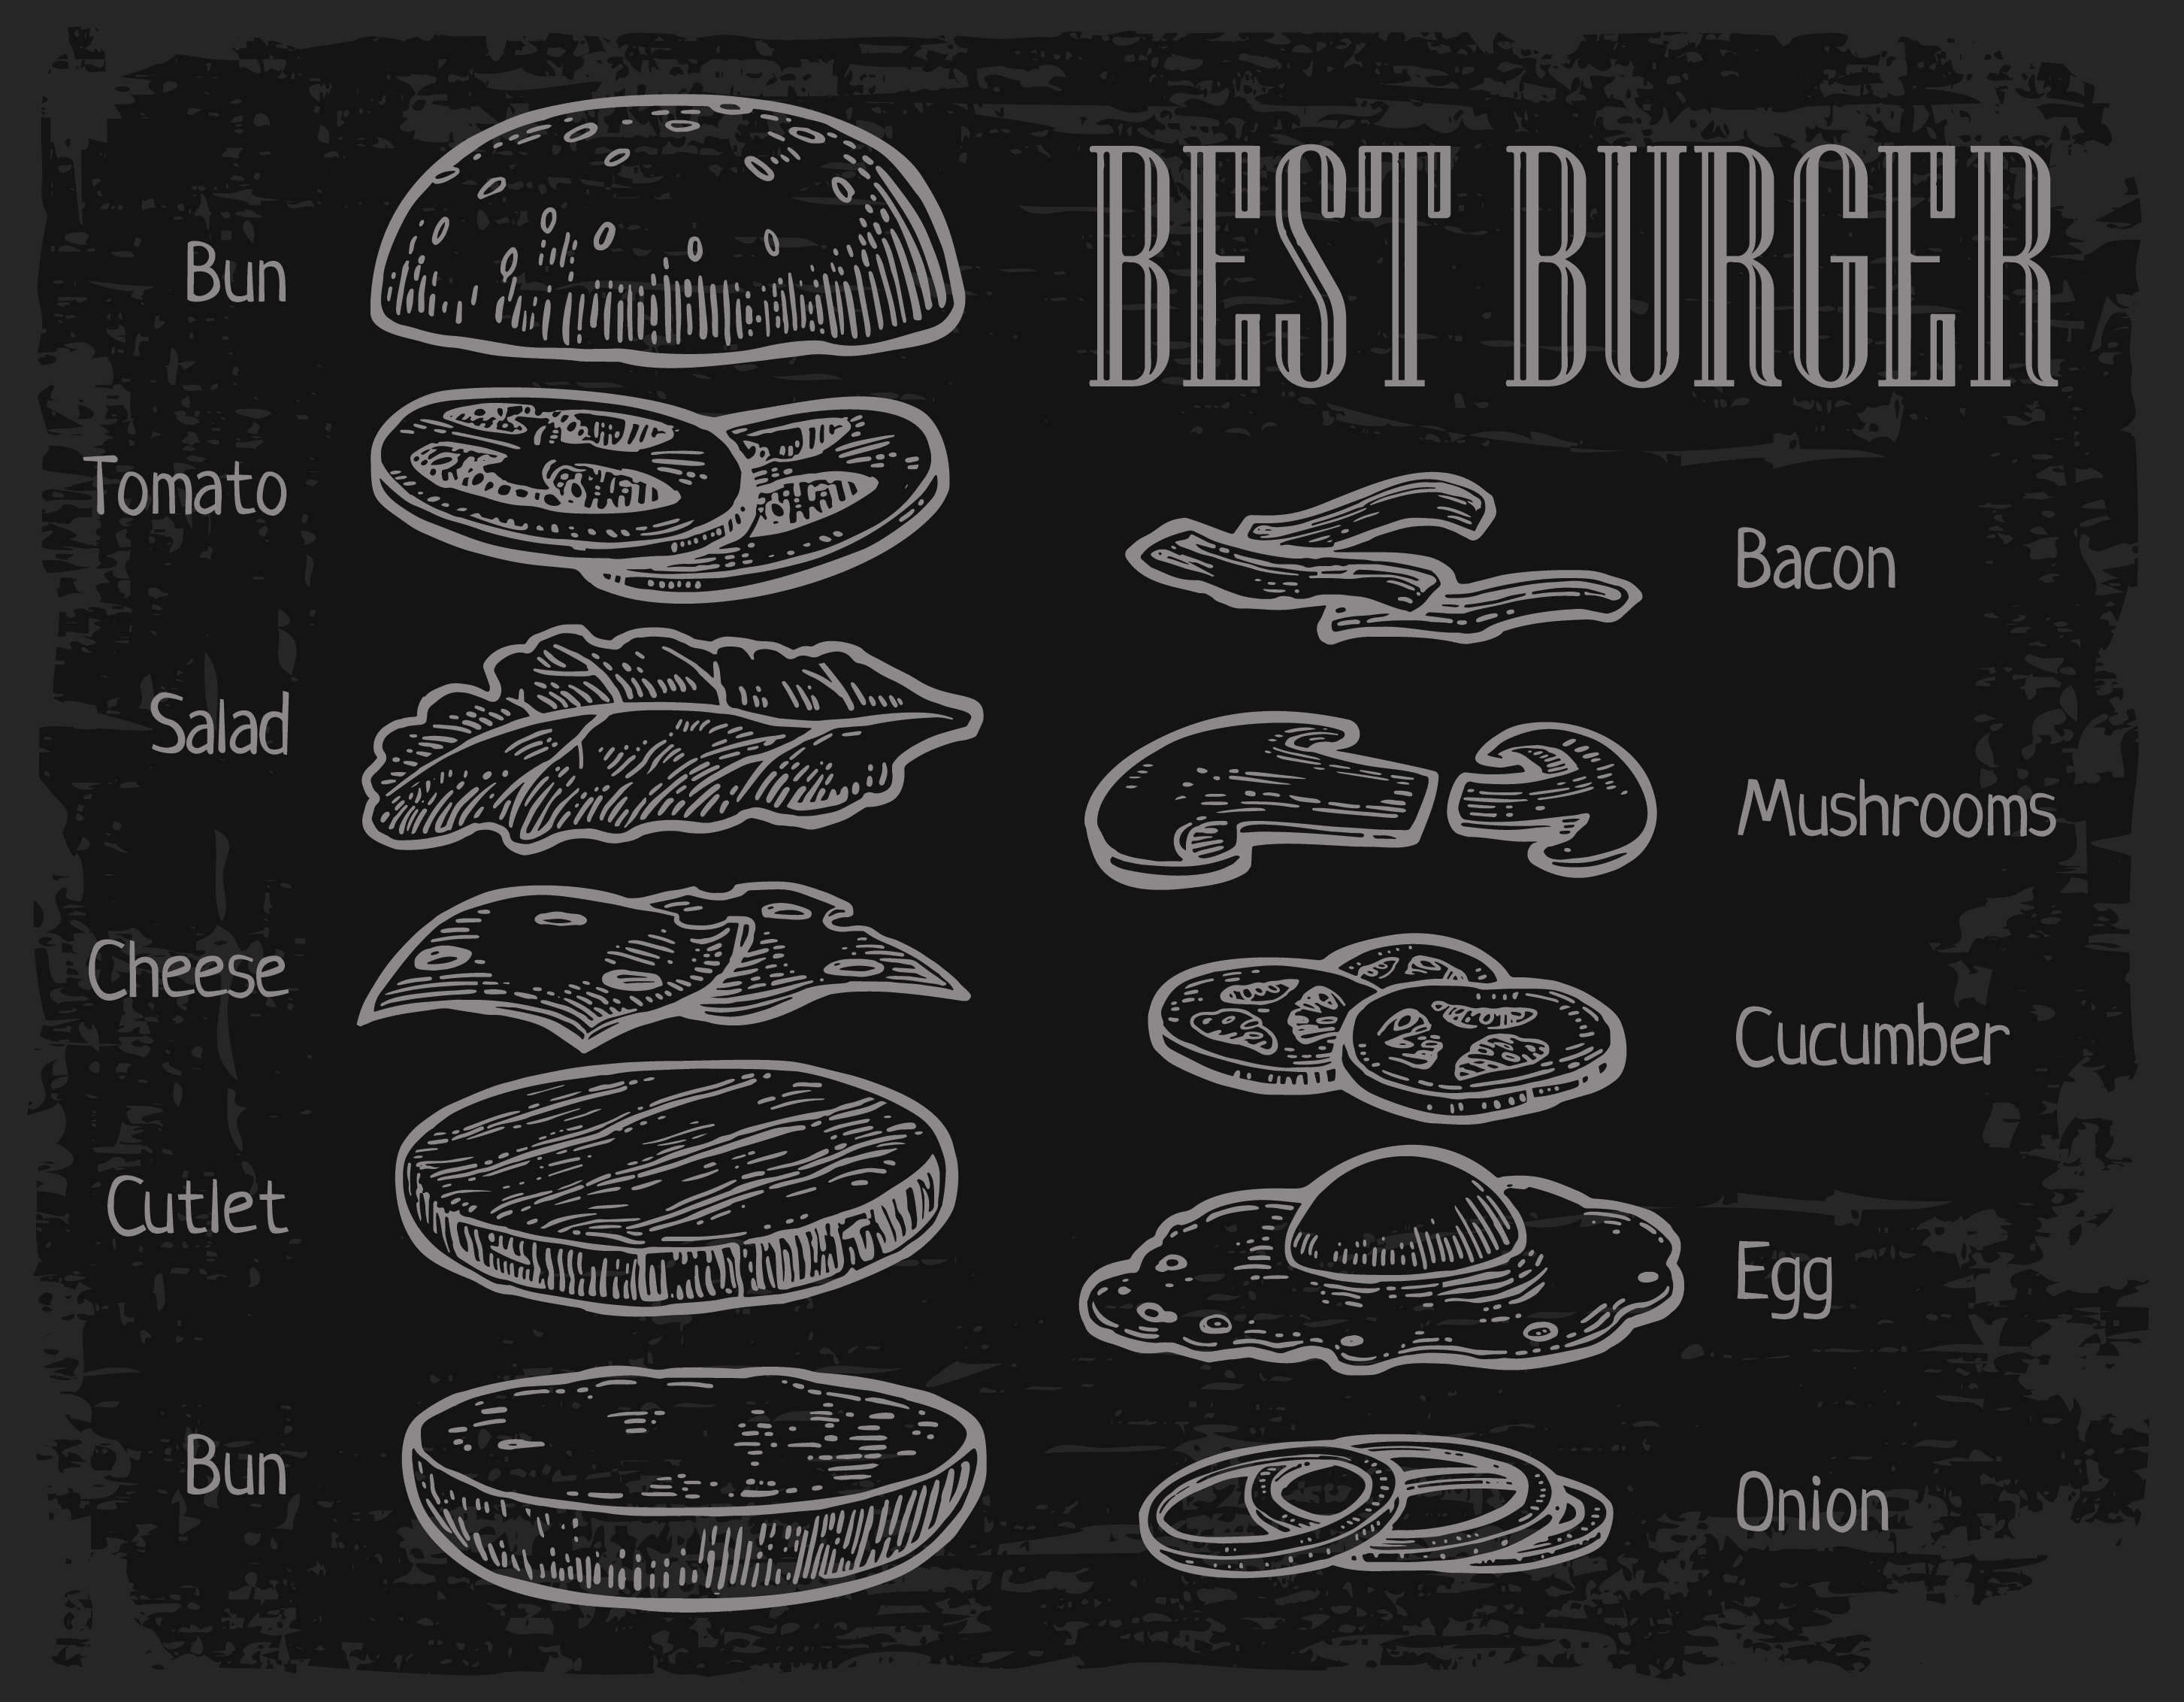 BEST BURGER
Bun
Tomato
Salad
Cheese
Cutlet
Bun
Bacon
Mushrooms
Cucumber
Egg
Onion